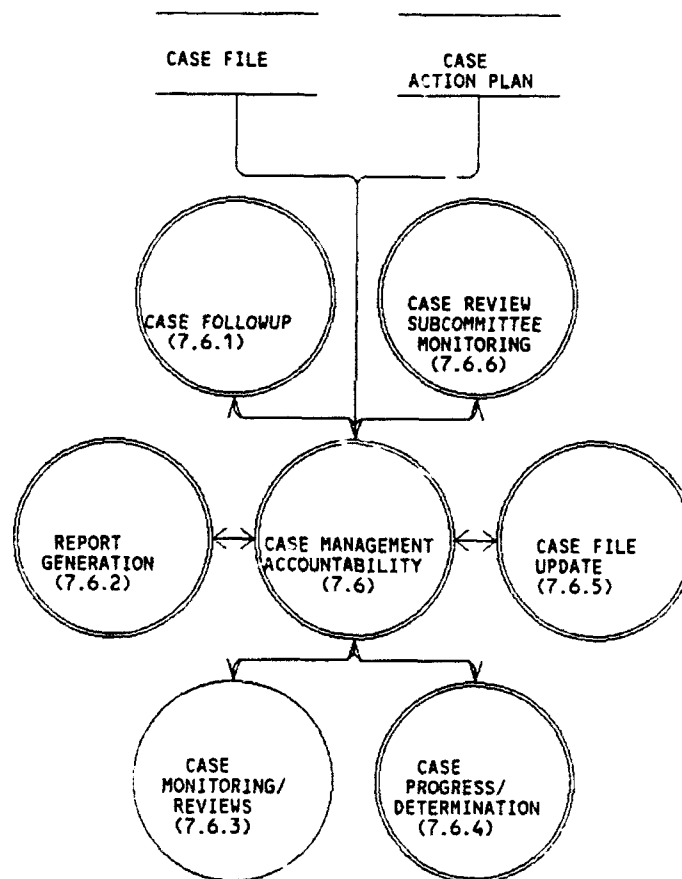 CASE FILE
CASE
ACTION PLAN
CASE FOLLOWUP
(7.6.1)
CASE REVIEW
SUBCOMMITTEE
MONITORING
(7.6.6)
REPORT
GENERATION
(7.6.2)
CASE MANAGEMENT
ACCOUNTABILITY
(7.6)
CASE FILE
UPDATE
(7.6.5)
CASE
MONITORING/
REVIEWS
(7.6.3)
CASE
PROGRESS/
DETERMINATION
(7.6.4)